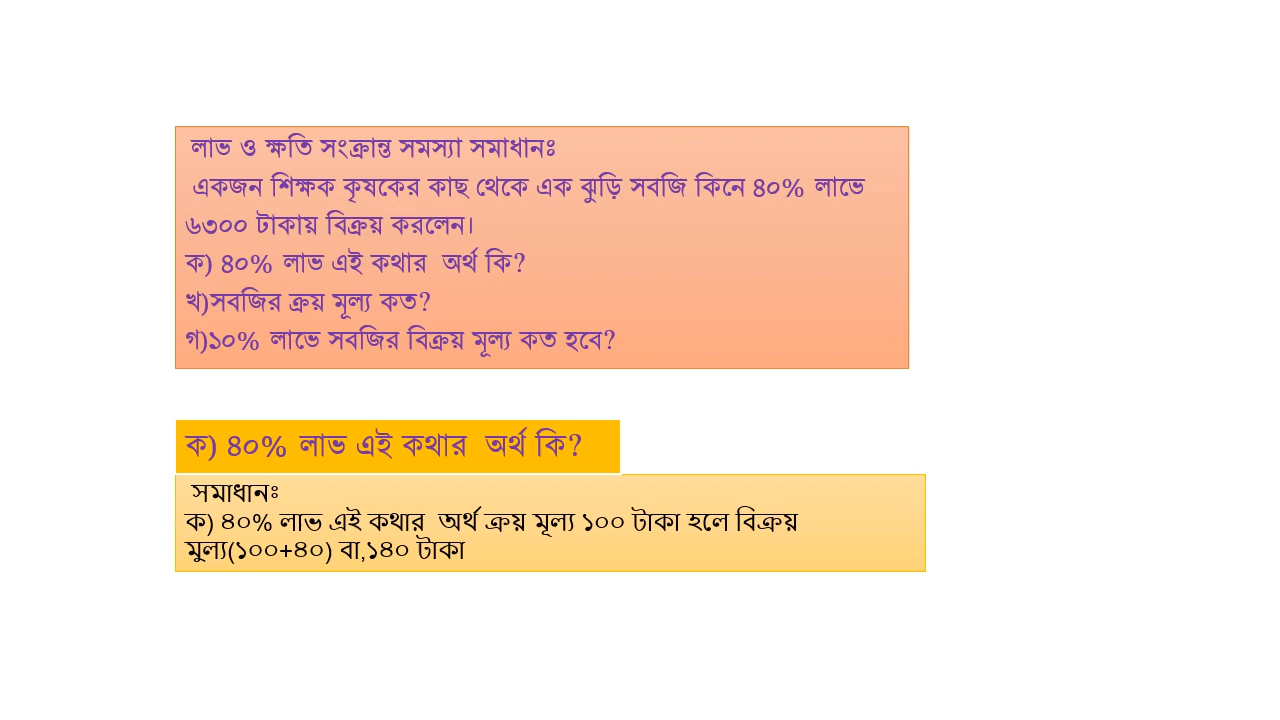 লাভ ও ক্ষতি সংক্রান্ত সমস্যা সমাধানঃ
একজন শিক্ষক কৃষকের কাছ থেকে এক ঝুড়ি সবজি কিনে ৪০% লাভে
৬৩০০ টাকায় বিক্রয় করলেন।
ক) ৪০% লাভ এই কথার অর্থ কি?
খ)সবজির ক্রয় মূল্য কত?
গ)১০% লাভে সবজির বিক্রয় মূল্য কত হবে?
ক) ৪০% লাভ এই কথার অর্থ কি?
সমাধানঃ
ক) ৪০% লাভ এই কথার অর্থ ক্রয় মূল্য ১০০ টাকা হলে বিক্রয়
মুল্য(১০০+৪০) বা,১৪০ টাকা